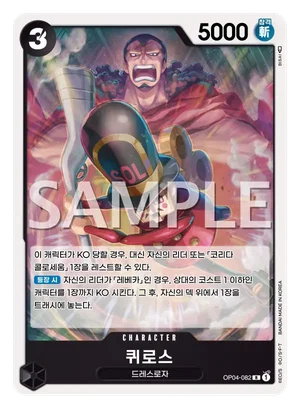 3
5000
참격
斬
SOL
SAMPLE
이 캐릭터가 KO 당할 경우, 대신 자신의 리더 또는 「코리다
콜로세움」 1장을 레스트할 수 있다.
등장 시 자신의 리더가 「레베카」인 경우, 상대의 코스트 1 이하인
캐릭터를 1장까지 KO 시킨다. 그 후, 자신의 덱 위에서 1장을
트래시에 놓는다.
CHARACTER
퀴로스
드레스로자
OP04-082 R 1